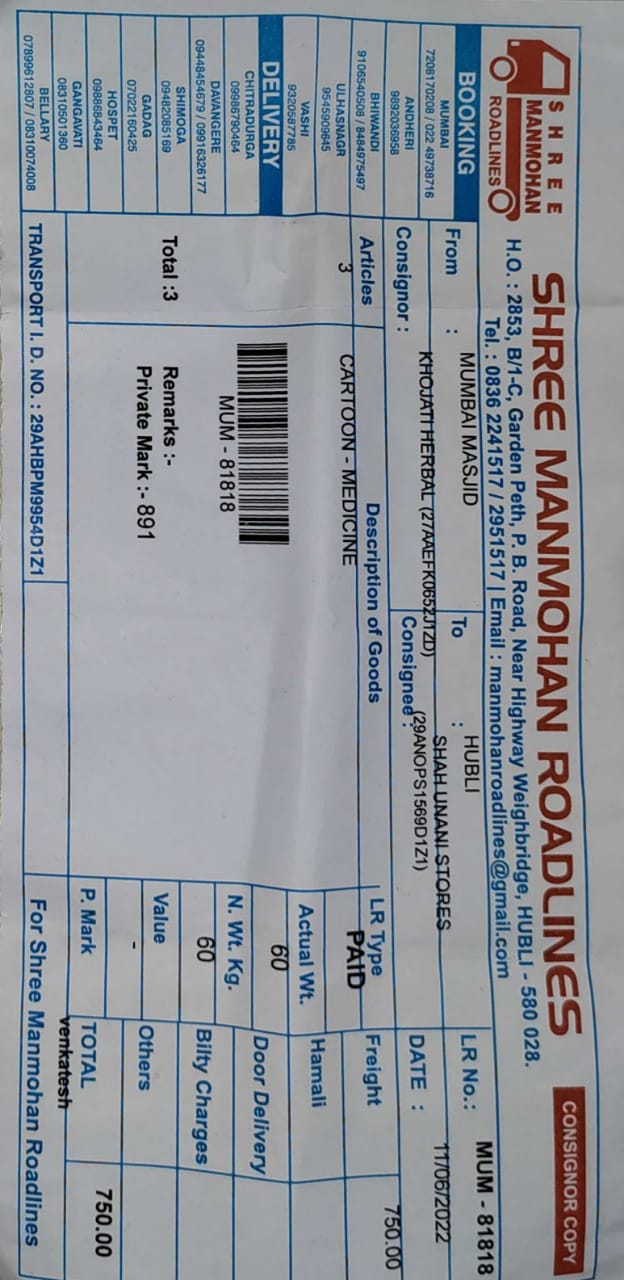 SHREE
MANMOHAN
ROADLINES
SHREE MANMOHAN ROADLINES
CONSIGNOR COPY
H.O. : 2853, B/1-C, Garden Peth, P. B. Road, Near Highway Weighbridge, HUBLI - 580 028.
Tel. : 0836 2241517 / 2951517 | Email : manmohanroadlines@gmail.com
BOOKING
MUMBAI
7208170208 / 022 49738716
ANDHERI
9892036958
BHIWANDI
9106540508 / 8484975497
ULHASNAGR
9545909645
VASHI
9320587785
DELIVERY
CHITRADURGA
09986790464
DAVANGERE
09448454679 / 09916326177
SHIMOGA
09482085169
GADAG
07022160425
HOSPET
09886843464
GANGAVATI
08310501360
BELLARY
07899612807 / 08310074008
From : MUMBAI MASJID
To : HUBLI
LR No.: MUM - 81818
Consignor :
KHOJATI HERBAL (27AAEFK0652J1ZD)
Consignee :
SHAH UNANI STORES
(29ANOPS1569D1Z1)
DATE : 11/06/2022
Articles
Description of Goods
LR Type
PAID
Freight
750.00
3
CARTOON - MEDICINE
Actual Wt.
60
Hamali
MUM - 81818
N. Wt. Kg.
60
Door Delivery
Bilty Charges
Total :3
Remarks :-
Private Mark :- 891
Value
-
Others
P. Mark
TOTAL
750.00
venkatesh
TRANSPORT I. D. NO. : 29AHBPM9954D1Z1
For Shree Manmohan Roadlines